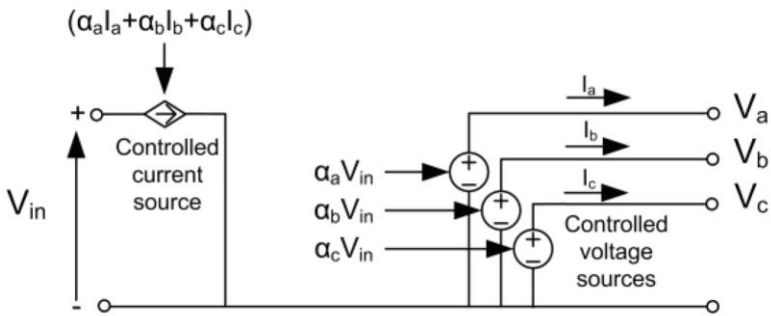 (αaIa+αbIb+αcIc)
+
Controlled
current
source
Vin
-
αaVin
αbVin
αcVin
+
−
+
−
+
−
Ia
Va
Ib
Vb
Ic
Vc
Controlled
voltage
sources